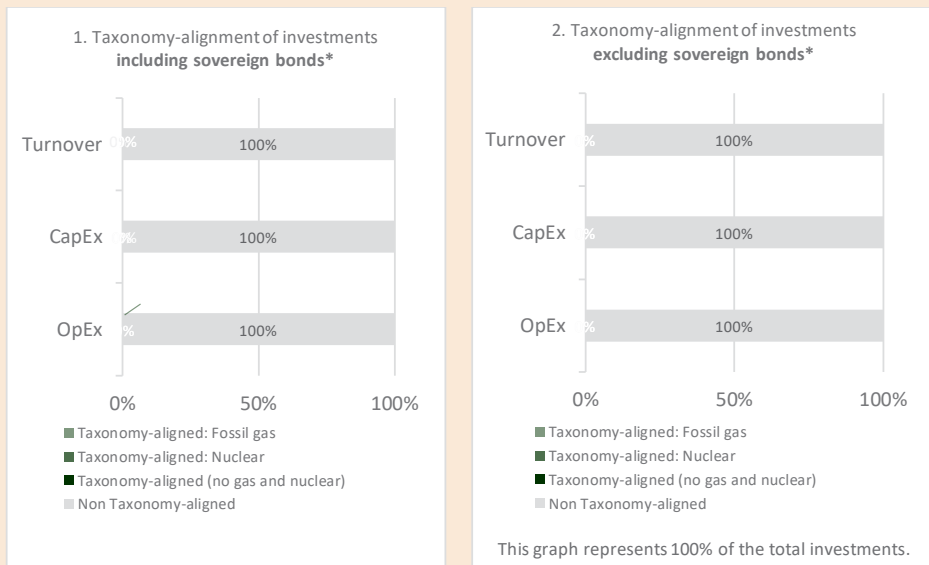 1. Taxonomy-alignment of investments
including sovereign bonds*
Turnover
100%
CapEx
100%
OpEx
100%
0% 50% 100%
Taxonomy-aligned: Fossil gas
Taxonomy-aligned: Nuclear
Taxonomy-aligned (no gas and nuclear)
Non Taxonomy-aligned
2. Taxonomy-alignment of investments
excluding sovereign bonds*
Turnover
100%
CapEx
100%
OpEx
100%
0% 50% 100%
Taxonomy-aligned: Fossil gas
Taxonomy-aligned: Nuclear
Taxonomy-aligned (no gas and nuclear)
Non Taxonomy-aligned
This graph represents 100% of the total investments.